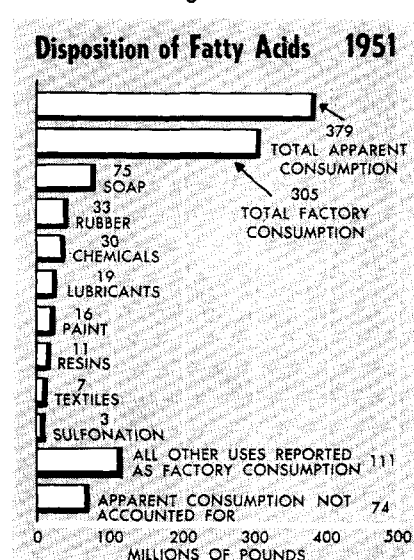 Disposition of Fatty Acids 1951
379
TOTAL APPARENT
CONSUMPTION
305
TOTAL FACTORY
CONSUMPTION
75
SOAP
33
RUBBER
30
CHEMICALS
19
LUBRICANTS
16
PAINT
11
RESINS
7
TEXTILES
3
SULFONATION
ALL OTHER USES REPORTED
AS FACTORY CONSUMPTION 111
APPARENT CONSUMPTION NOT
ACCOUNTED FOR 74
0 100 200 300 400 500
MILLIONS OF POUNDS